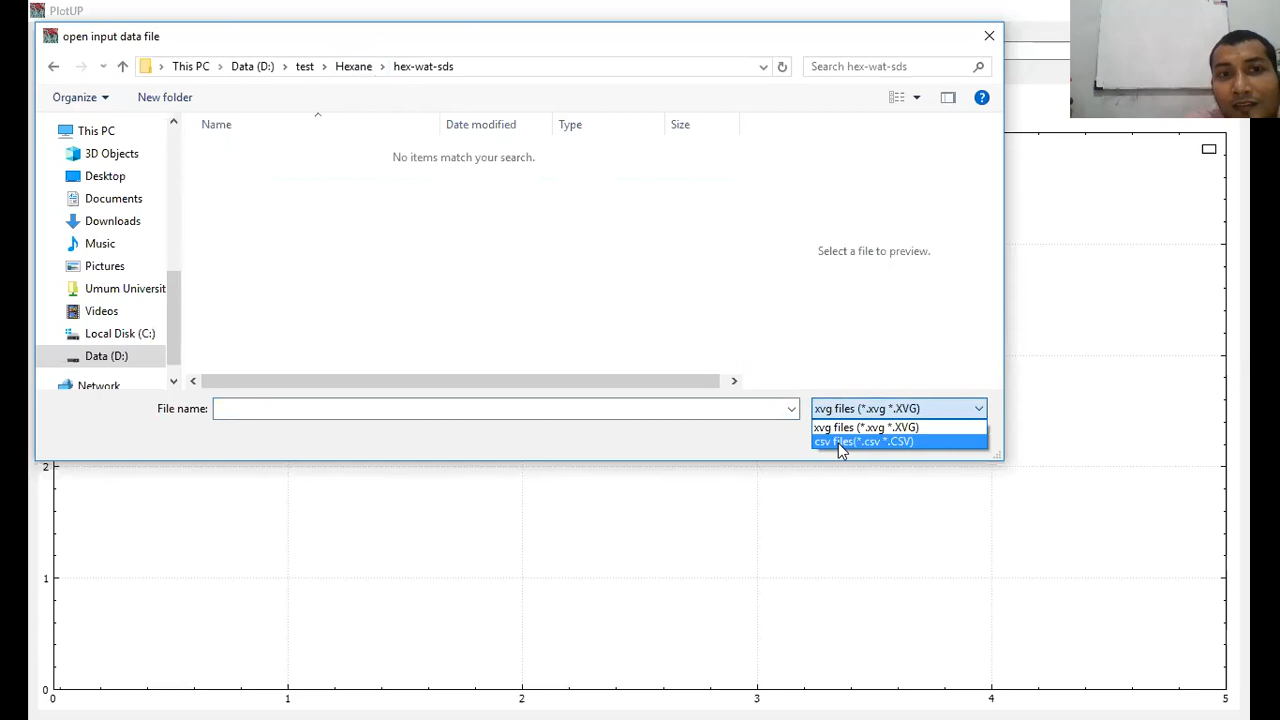 PlotUP
open input data file
This PC > Data (D:) > test > Hexane > hex-wat-sds
Search hex-wat-sds
Organize
New folder
Name
Date modified
Type
Size
This PC
3D Objects
Desktop
Documents
Downloads
Music
Pictures
Umum Universit
Videos
Local Disk (C:)
Data (D:)
Network
No items match your search.
Select a file to preview.
File name:
xvg files (*.xvg *.XVG)
xvg files (*.xvg *.XVG)
csv files(*.csv *.CSV)
2
1
0
0 1 2 3 4 5